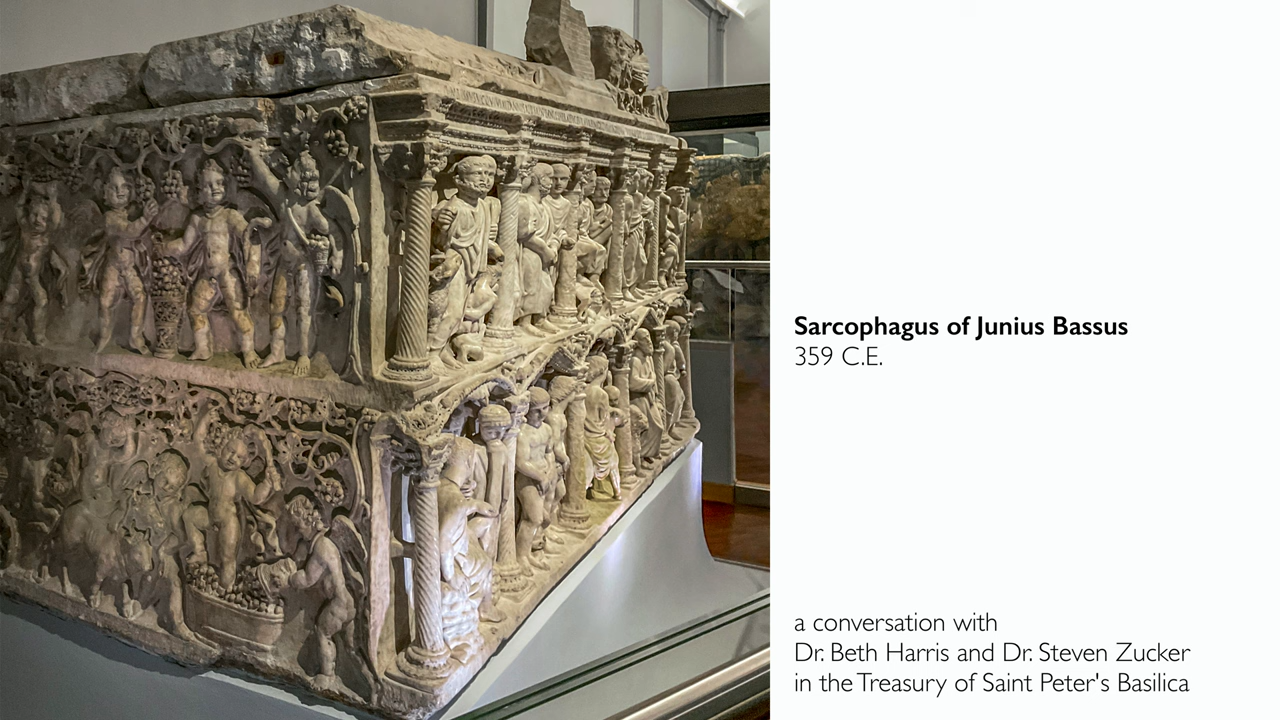 Sarcophagus of Junius Bassus
359 C.E.
a conversation with
Dr. Beth Harris and Dr. Steven Zucker
in the Treasury of Saint Peter's Basilica